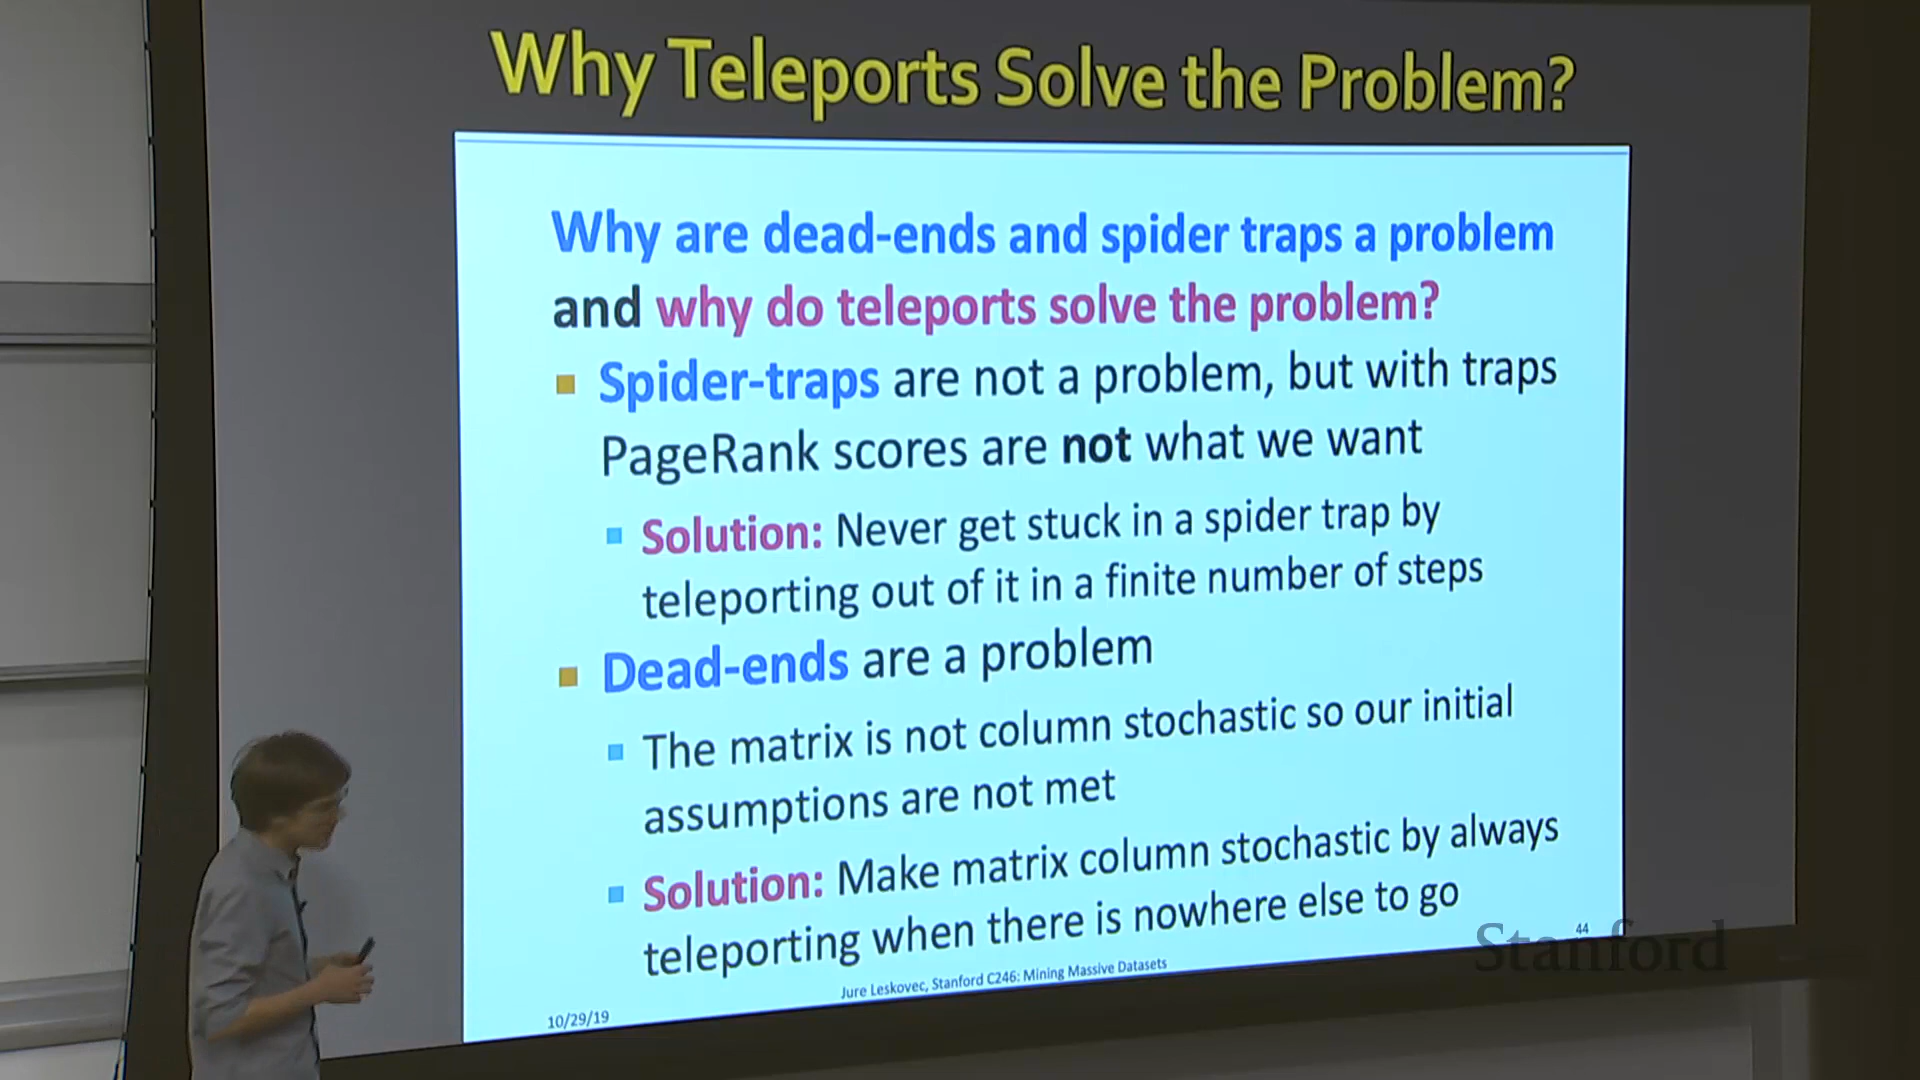 Why Teleports Solve the Problem?
Why are dead-ends and spider traps a problem
and why do teleports solve the problem?
Spider-traps are not a problem, but with traps
PageRank scores are not what we want
Solution: Never get stuck in a spider trap by
teleporting out of it in a finite number of steps
Dead-ends are a problem
The matrix is not column stochastic so our initial
assumptions are not met
Solution: Make matrix column stochastic by always
teleporting when there is nowhere else to go
44
Stanford
Jure Leskovec, Stanford C246: Mining Massive Datasets
10/29/19